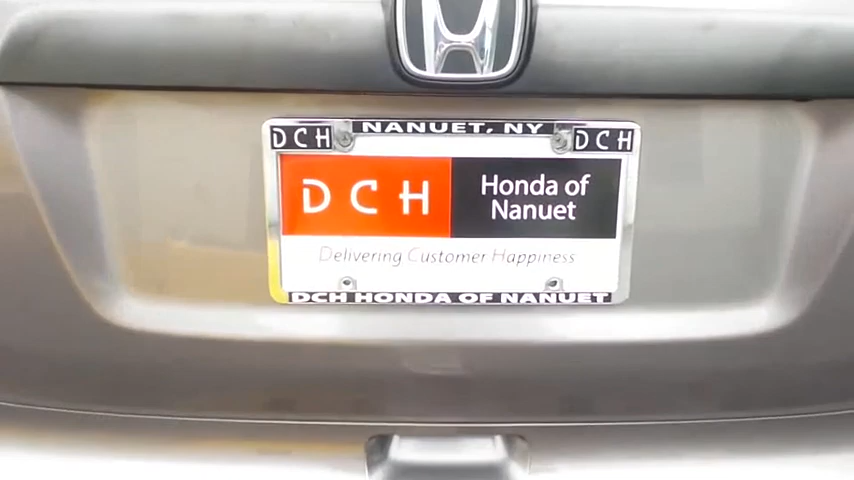 NANUET, NY
DCH DCH
DCH
Honda of
Nanuet
Delivering Customer Happiness
DCH HONDA OF NANUET